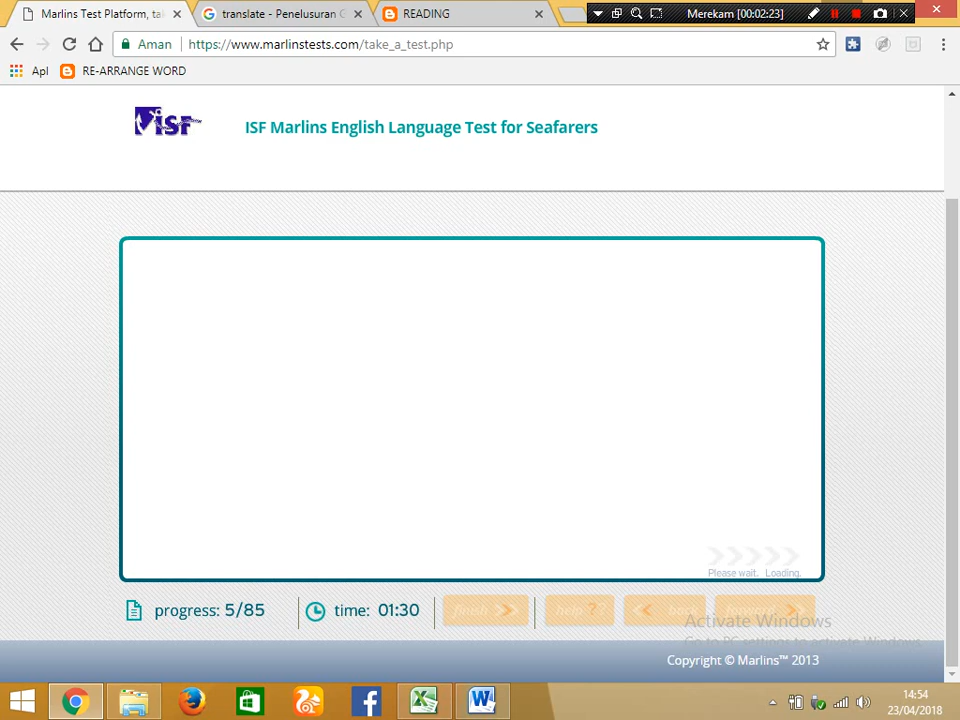 Marlins Test Platform, tak
translate - Penelusuran G
READING
Merekam [00:02:23]
Aman
https://www.marlinstests.com/take_a_test.php
Apl
RE-ARRANGE WORD
ISF
ISF Marlins English Language Test for Seafarers
Please wait. Loading.
progress: 5/85
time: 01:30
finish
help ?
back
forward
Activate Windows
Go to PC settings to activate Windows.
Copyright © Marlins™ 2013
14:54
23/04/2018